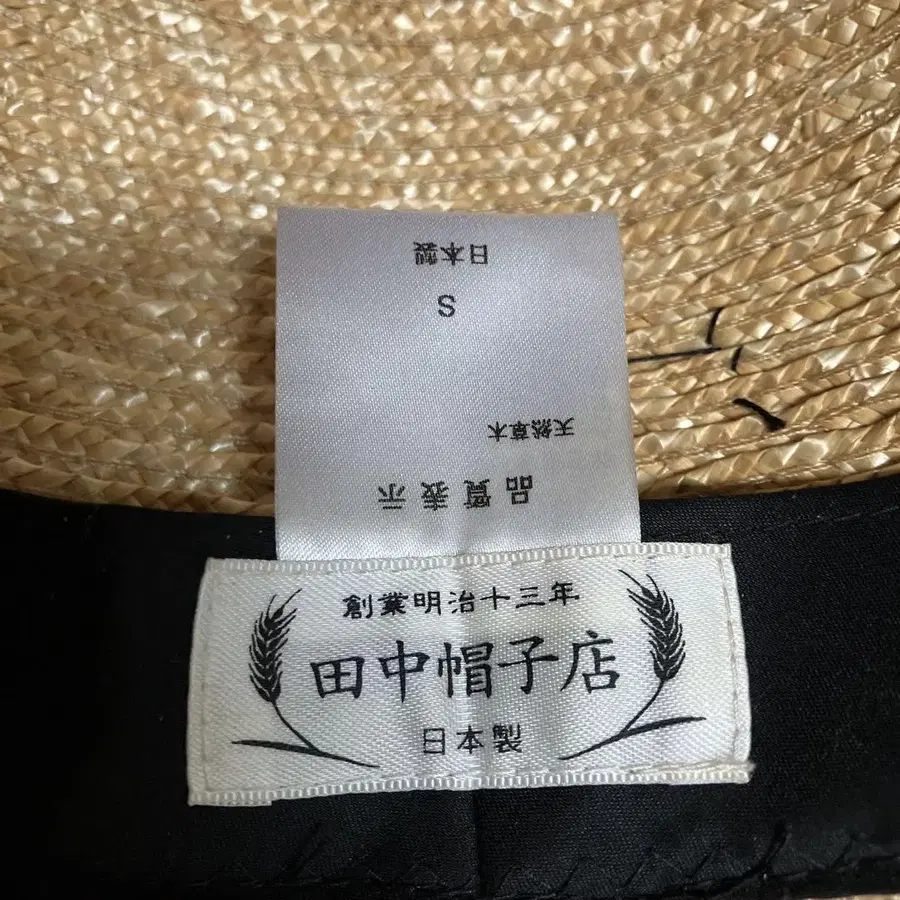 品質表示
天然草木
S
日本製
創業明治十三年
田中帽子店
日本製